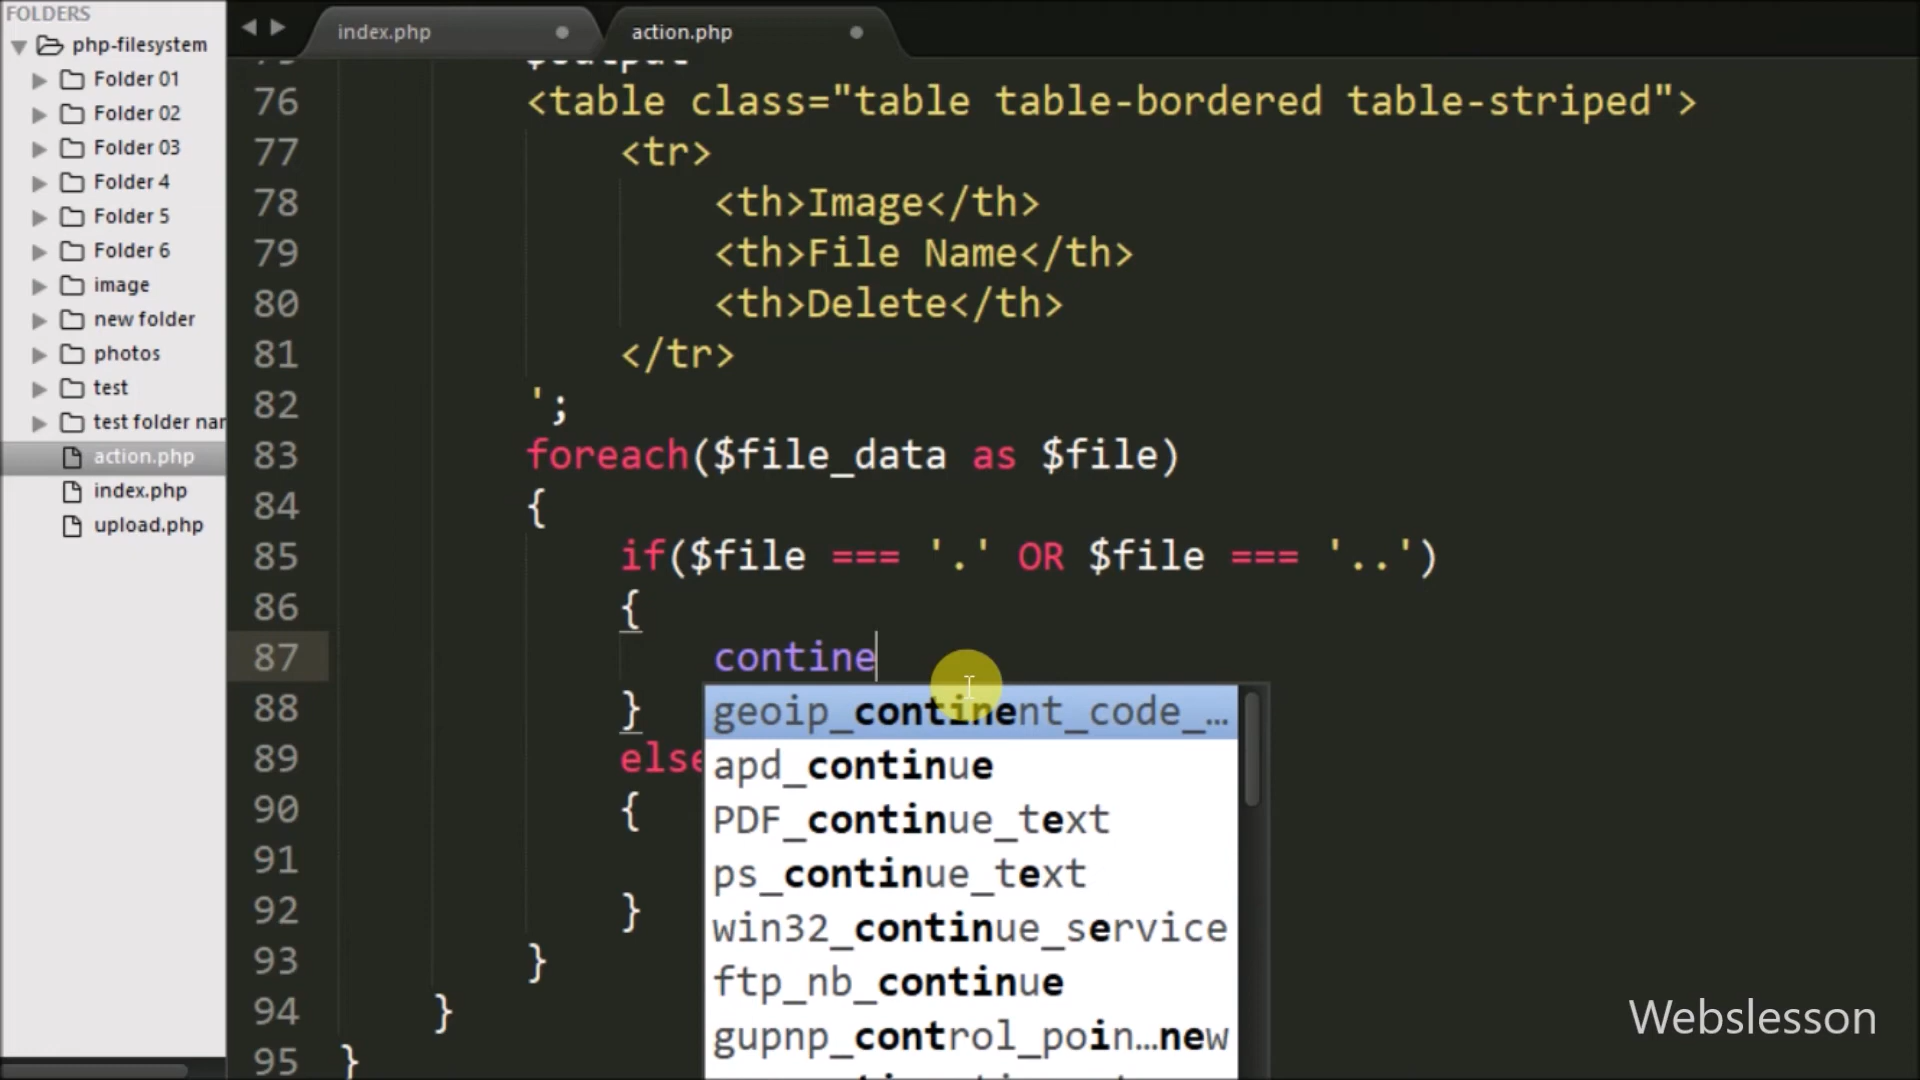 FOLDERS
php-filesystem
Folder 01
Folder 02
Folder 03
Folder 4
Folder 5
Folder 6
image
new folder
photos
test
test folder nar
action.php
index.php
upload.php
index.php
action.php
75 $output
76 <table class="table table-bordered table-striped">
77 <tr>
78 <th>Image</th>
79 <th>File Name</th>
80 <th>Delete</th>
81 </tr>
82 ';
83 foreach($file_data as $file)
84 {
85 if($file === '.' OR $file === '..')
86 {
87 contine
88 }
89 else
90 {
91
92 }
93 }
94 }
95 }
geoip_continent_code_…
apd_continue
PDF_continue_text
ps_continue_text
win32_continue_service
ftp_nb_continue
gupnp_control_poin…new
Webslesson